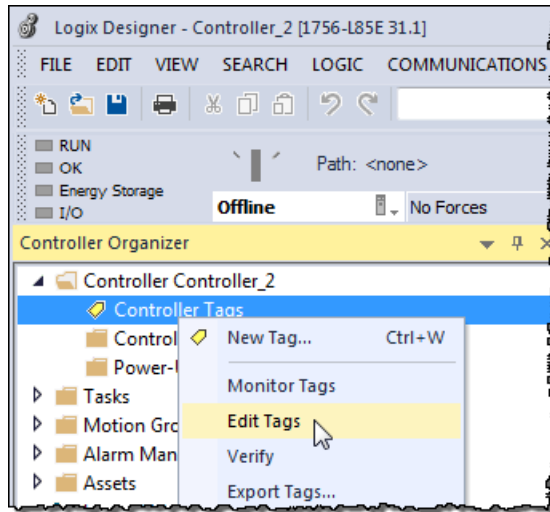 Logix Designer - Controller_2 [1756-L85E 31.1]
FILE EDIT VIEW SEARCH LOGIC COMMUNICATIONS
RUN
OK
Energy Storage
I/O
Path: <none>
Offline
No Forces
Controller Organizer
Controller Controller_2
Controller Tags
Control
Power-
Tasks
Motion Gro
Alarm Man
Assets
New Tag... Ctrl+W
Monitor Tags
Edit Tags
Verify
Export Tags...